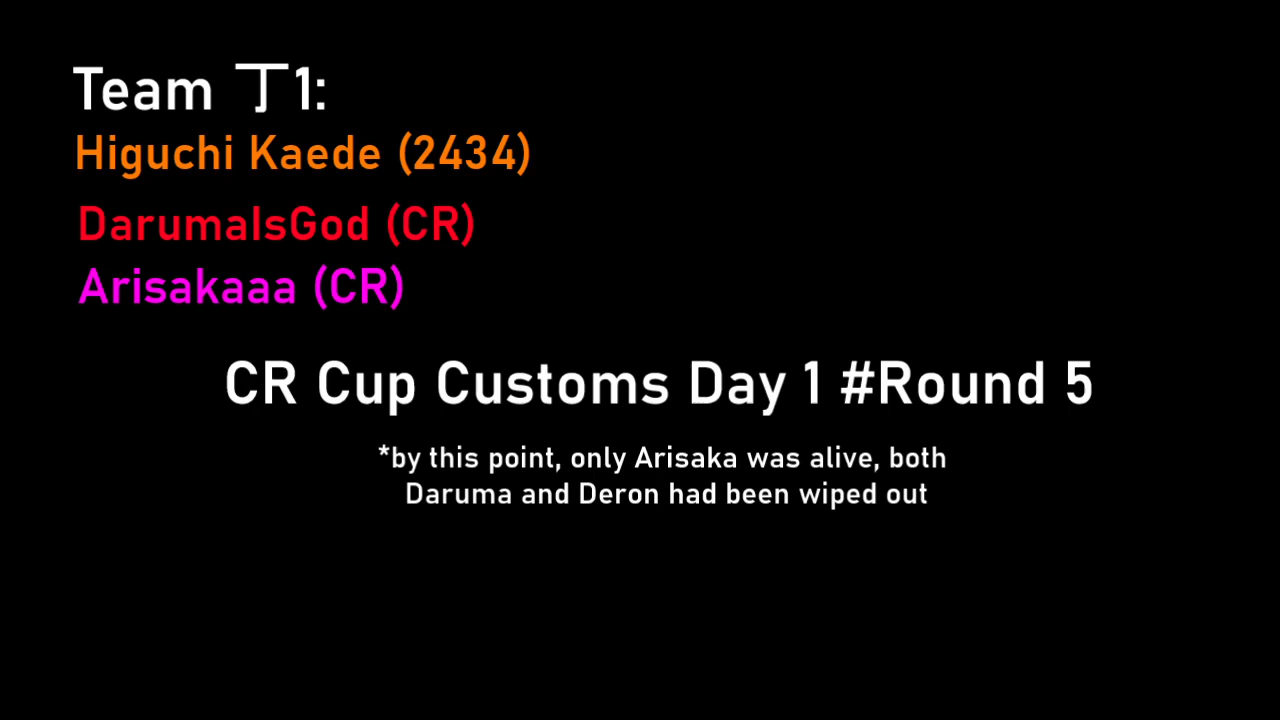 Team 丁1:
Higuchi Kaede (2434)
DarumaIsGod (CR)
Arisakaaa (CR)
CR Cup Customs Day 1 #Round 5
*by this point, only Arisaka was alive, both
Daruma and Deron had been wiped out